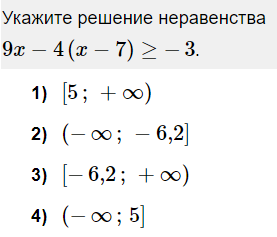 Укажите решение неравенства
9x − 4 (x − 7) ≥ − 3.
1) [5 ; + ∞)
2) (− ∞ ; − 6,2]
3) [− 6,2 ; + ∞)
4) (− ∞ ; 5]